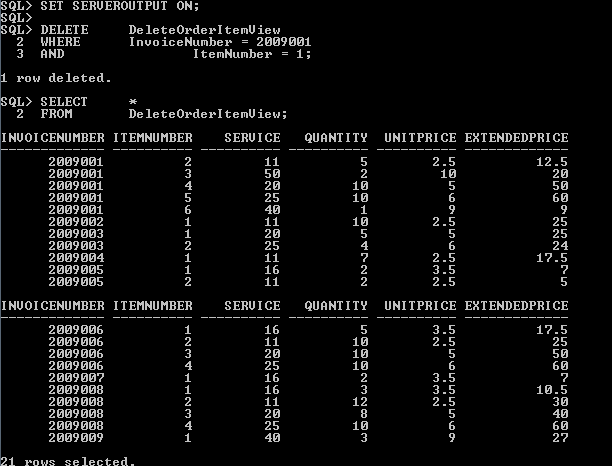 SQL> SET SERVEROUTPUT ON;
SQL>
SQL> DELETE     DeleteOrderItemView
  2  WHERE      InvoiceNumber = 2009001
  3  AND                ItemNumber = 1;
1 row deleted.
SQL> SELECT     *
  2  FROM       DeleteOrderItemView;
INVOICENUMBER ITEMNUMBER    SERVICE   QUANTITY  UNITPRICE EXTENDEDPRICE
------------- ---------- ---------- ---------- ---------- -------------
      2009001          2         11          5        2.5          12.5
      2009001          3         50          2         10            20
      2009001          4         20         10          5            50
      2009001          5         25         10          6            60
      2009001          6         40          1          9             9
      2009002          1         11         10        2.5            25
      2009003          1         20          5          5            25
      2009003          2         25          4          6            24
      2009004          1         11          7        2.5          17.5
      2009005          1         16          2        3.5             7
      2009005          2         11          2        2.5             5
INVOICENUMBER ITEMNUMBER    SERVICE   QUANTITY  UNITPRICE EXTENDEDPRICE
------------- ---------- ---------- ---------- ---------- -------------
      2009006          1         16          5        3.5          17.5
      2009006          2         11         10        2.5            25
      2009006          3         20         10          5            50
      2009006          4         25         10          6            60
      2009007          1         16          2        3.5             7
      2009008          1         16          3        3.5          10.5
      2009008          2         11         12        2.5            30
      2009008          3         20          8          5            40
      2009008          4         25         10          6            60
      2009009          1         40          3          9            27
21 rows selected.